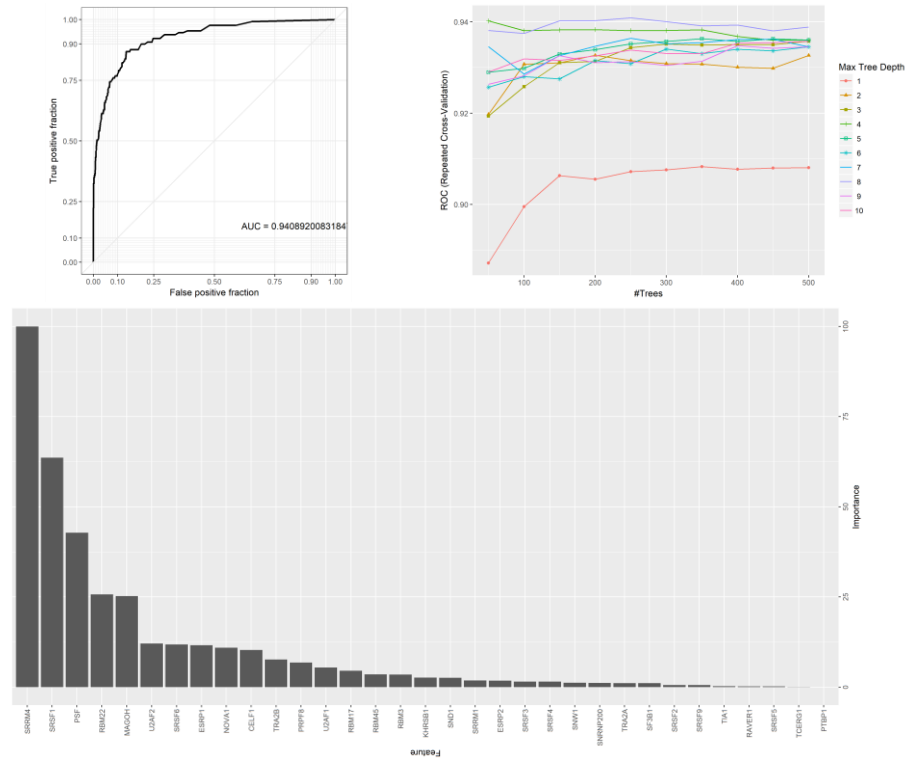 1.00
0.90
0.75
0.50
0.25
0.10
0.00
True positive fraction
AUC = 0.9408920083184
0.00 0.10 0.25 0.50 0.75 0.90 1.00
False positive fraction
0.94
0.92
0.90
ROC (Repeated Cross-Validation)
100 200 300 400 500
#Trees
Max Tree Depth
1
2
3
4
5
6
7
8
9
10
100
75
50
25
0
Importance
SRRM4
SRSF1
PSF
RBM22
MAGOH
U2AF2
SRSF6
ESRP1
NOVA1
CELF1
TRA2B
PRPF8
U2AF1
RBM17
RBM45
RBM3
KHRSB1
SND1
SRRM1
ESRP2
SRSF3
SRSF4
SNW1
SNRNP200
TRA2A
SF3B1
SRSF2
SRSF9
TIA1
RAVER1
SRSF5
TCERG1
PTBP1
Feature